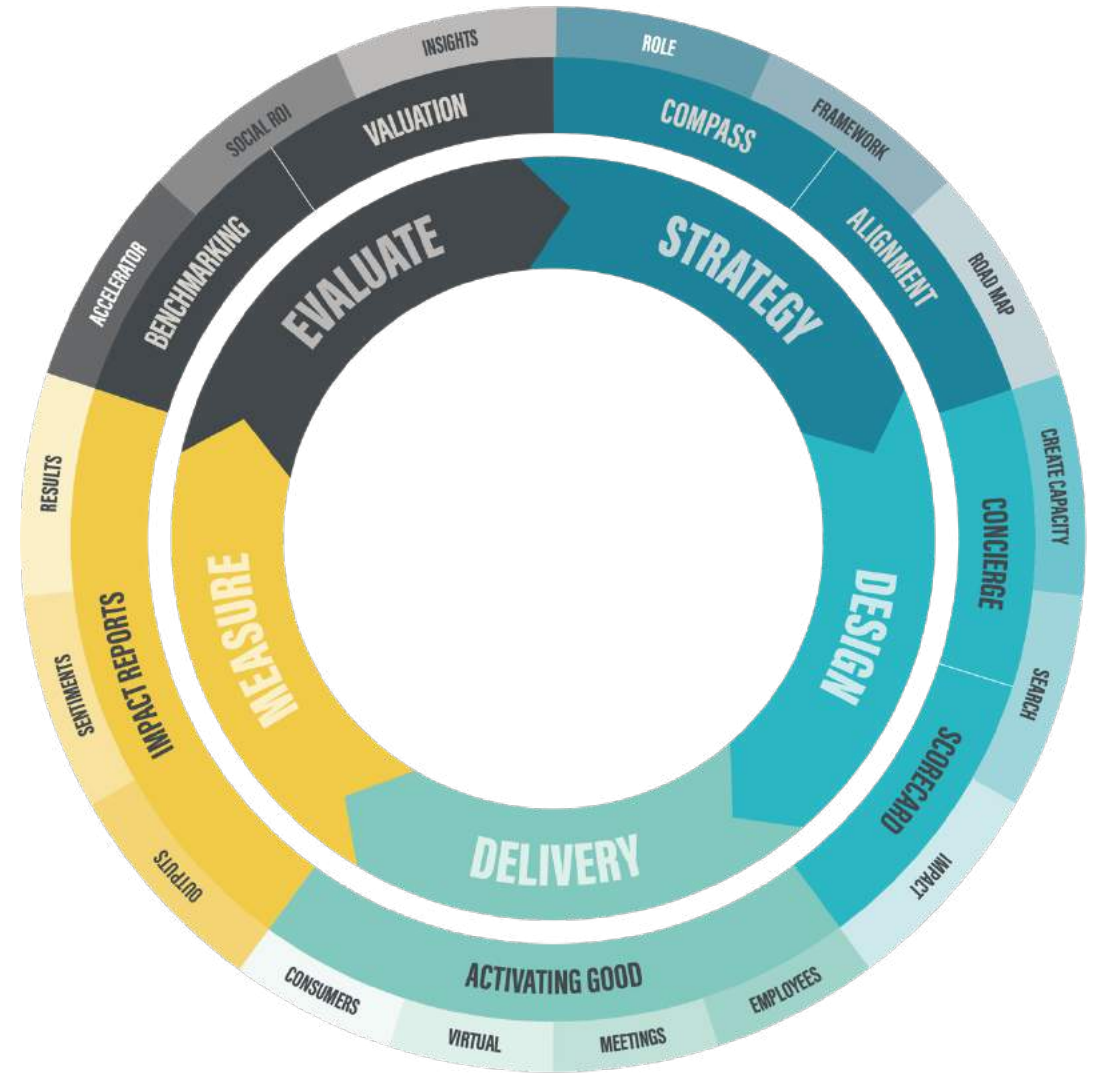 ROLE
FRAMEWORK
ROAD MAP
CREATE CAPACITY
SEARCH
IMPACT
EMPLOYEES
MEETINGS
VIRTUAL
CONSUMERS
OUTPUTS
SENTIMENTS
RESULTS
ACCELERATOR
SOCIAL ROI
INSIGHTS
COMPASS
ALIGNMENT
CONCIERGE
SCORECARD
ACTIVATING GOOD
IMPACT REPORTS
BENCHMARKING
VALUATION
STRATEGY
DESIGN
DELIVERY
MEASURE
EVALUATE